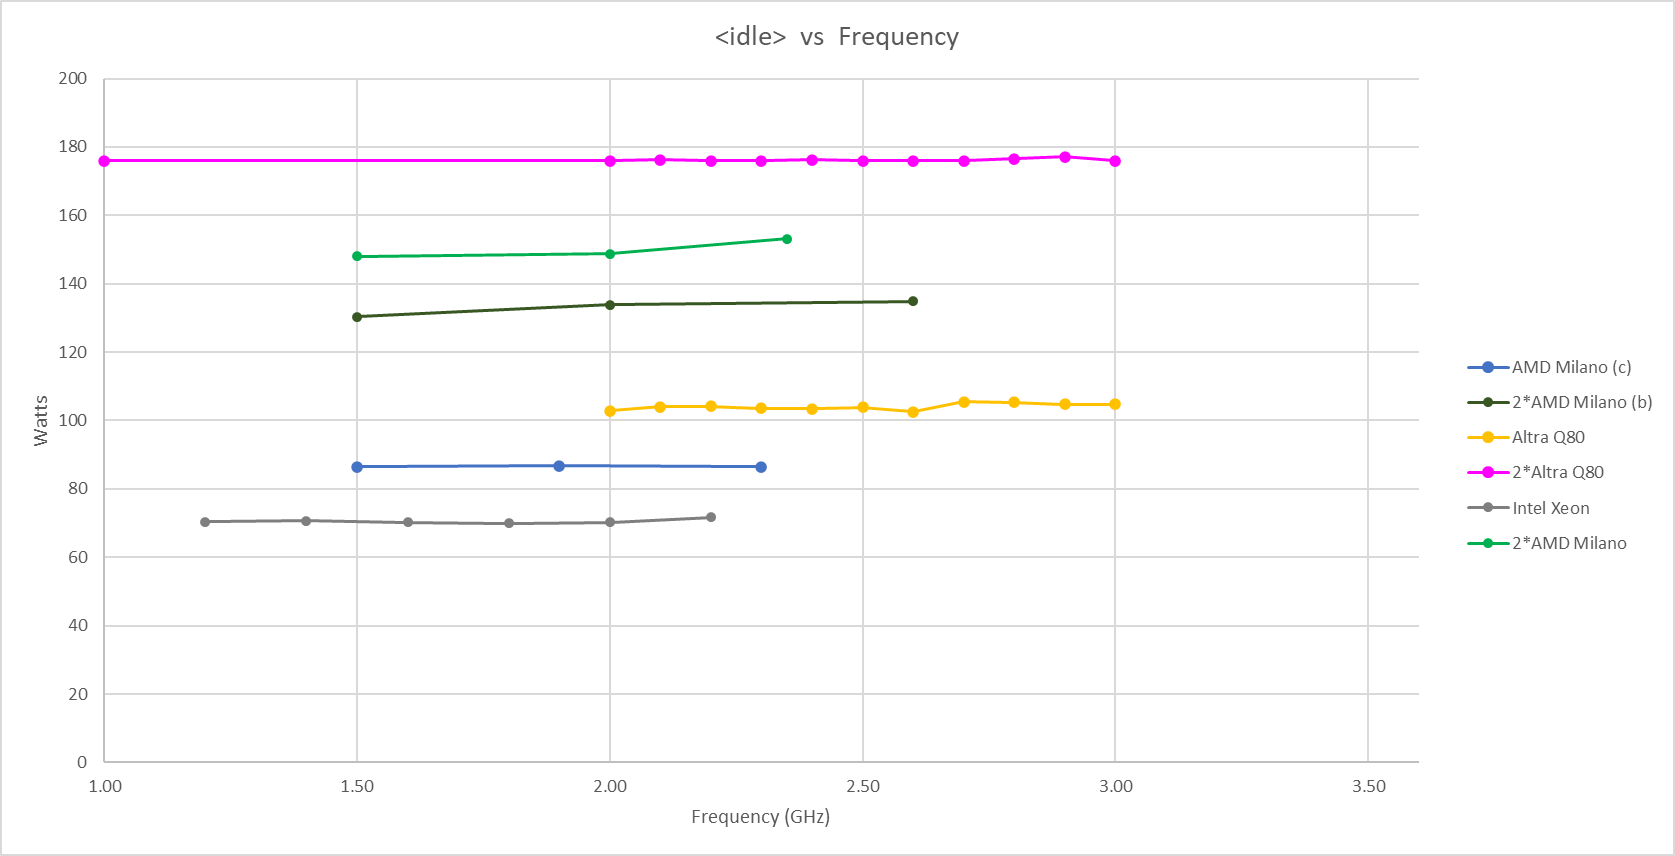 <idle> vs Frequency
200
180
160
140
120
100
80
60
40
20
0
Watts
1.00 1.50 2.00 2.50 3.00 3.50
Frequency (GHz)
AMD Milano (c)
2*AMD Milano (b)
Altra Q80
2*Altra Q80
Intel Xeon
2*AMD Milano